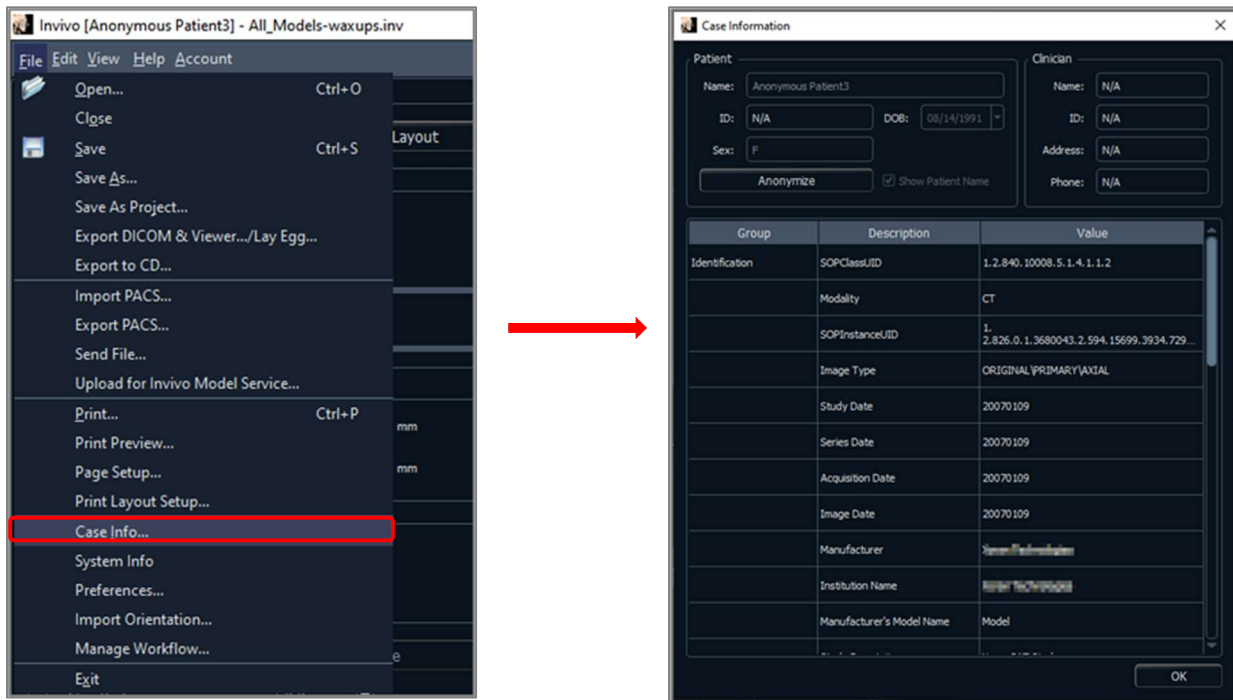 Invivo [Anonymous Patient3] - All_Models-waxups.inv
File Edit View Help Account
Open... Ctrl+O
Close
Save Ctrl+S
Layout
Save As...
Save As Project...
Export DICOM & Viewer.../Lay Egg...
Export to CD...
Import PACS...
Export PACS...
Send File...
Upload for Invivo Model Service...
Print... Ctrl+P
mm
Print Preview...
Page Setup...
mm
Print Layout Setup...
Case Info...
System Info
Preferences...
Import Orientation...
Manage Workflow...
Exit
Case Information
Patient
Name: Anonymous Patient3
ID: N/A DOB: 08/14/1991
Sex: F
Anonymize Show Patient Name
Clinician
Name: N/A
ID: N/A
Address: N/A
Phone: N/A
Group Description Value
Identification SOPClassUID 1.2.840.10008.5.1.4.1.1.2
Modality CT
SOPInstanceUID 1.
2.826.0.1.3680043.2.594.15699.3934.729...
Image Type ORIGINAL\PRIMARY\AXIAL
Study Date 20070109
Series Date 20070109
Acquisition Date 20070109
Image Date 20070109
Manufacturer
Institution Name
Manufacturer's Model Name Model
OK